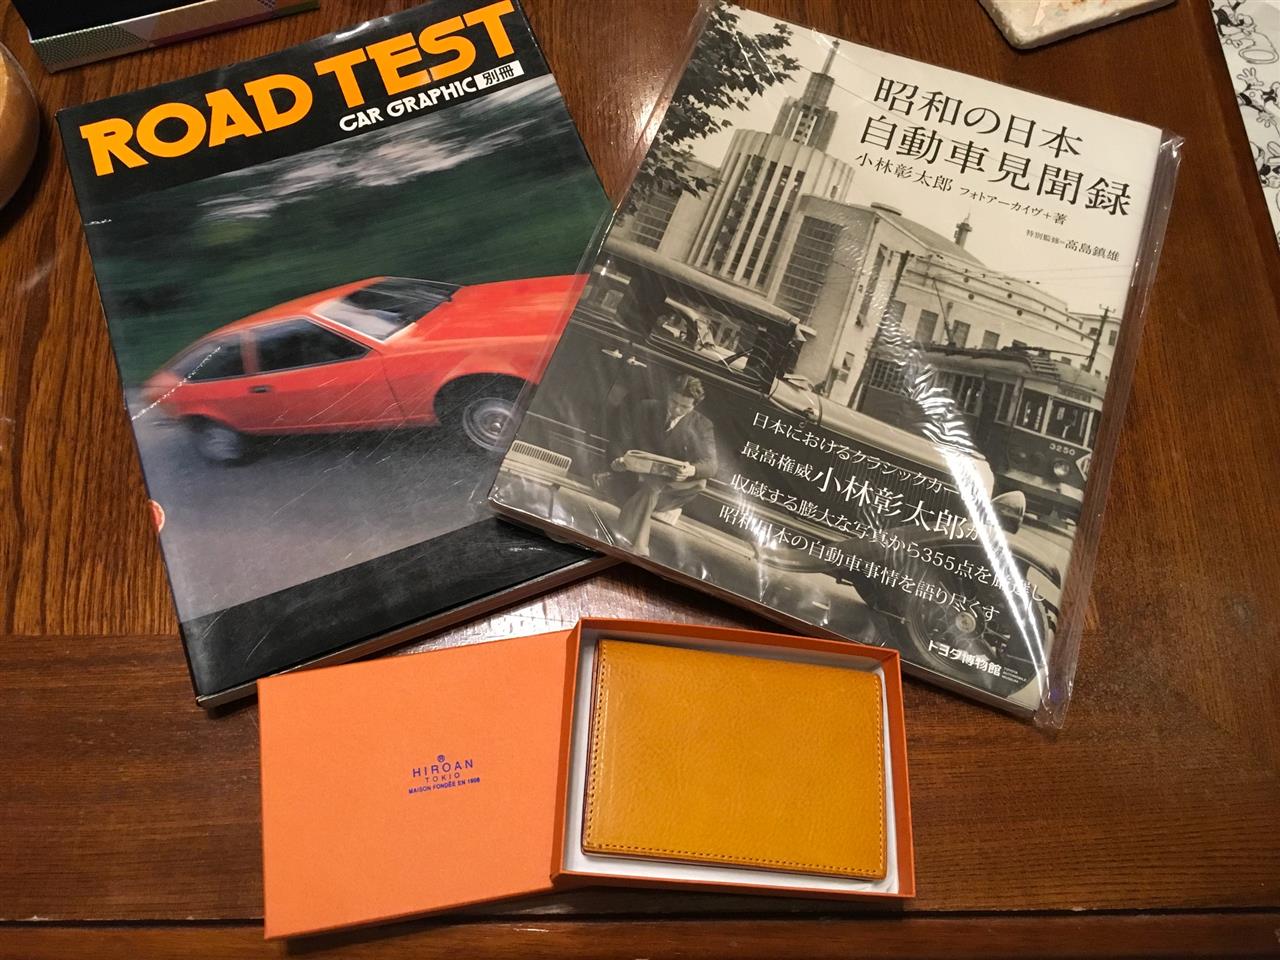 ROAD TEST
CAR GRAPHIC 別冊
昭和の日本
自動車見聞録
小林彰太郎 フォトアーカイヴ+著
特別監修=高島鎮雄
3250
日本におけるクラシックカー
最高権威 小林彰太郎が
収蔵する膨大な写真から355点を厳選し
昭和日本の自動車事情を語り尽くす
トヨタ博物館
TOYOTA AUTOMOBILE MUSEUM
®
HIROAN
TOKIO
MAISON FONDÉE EN 1908